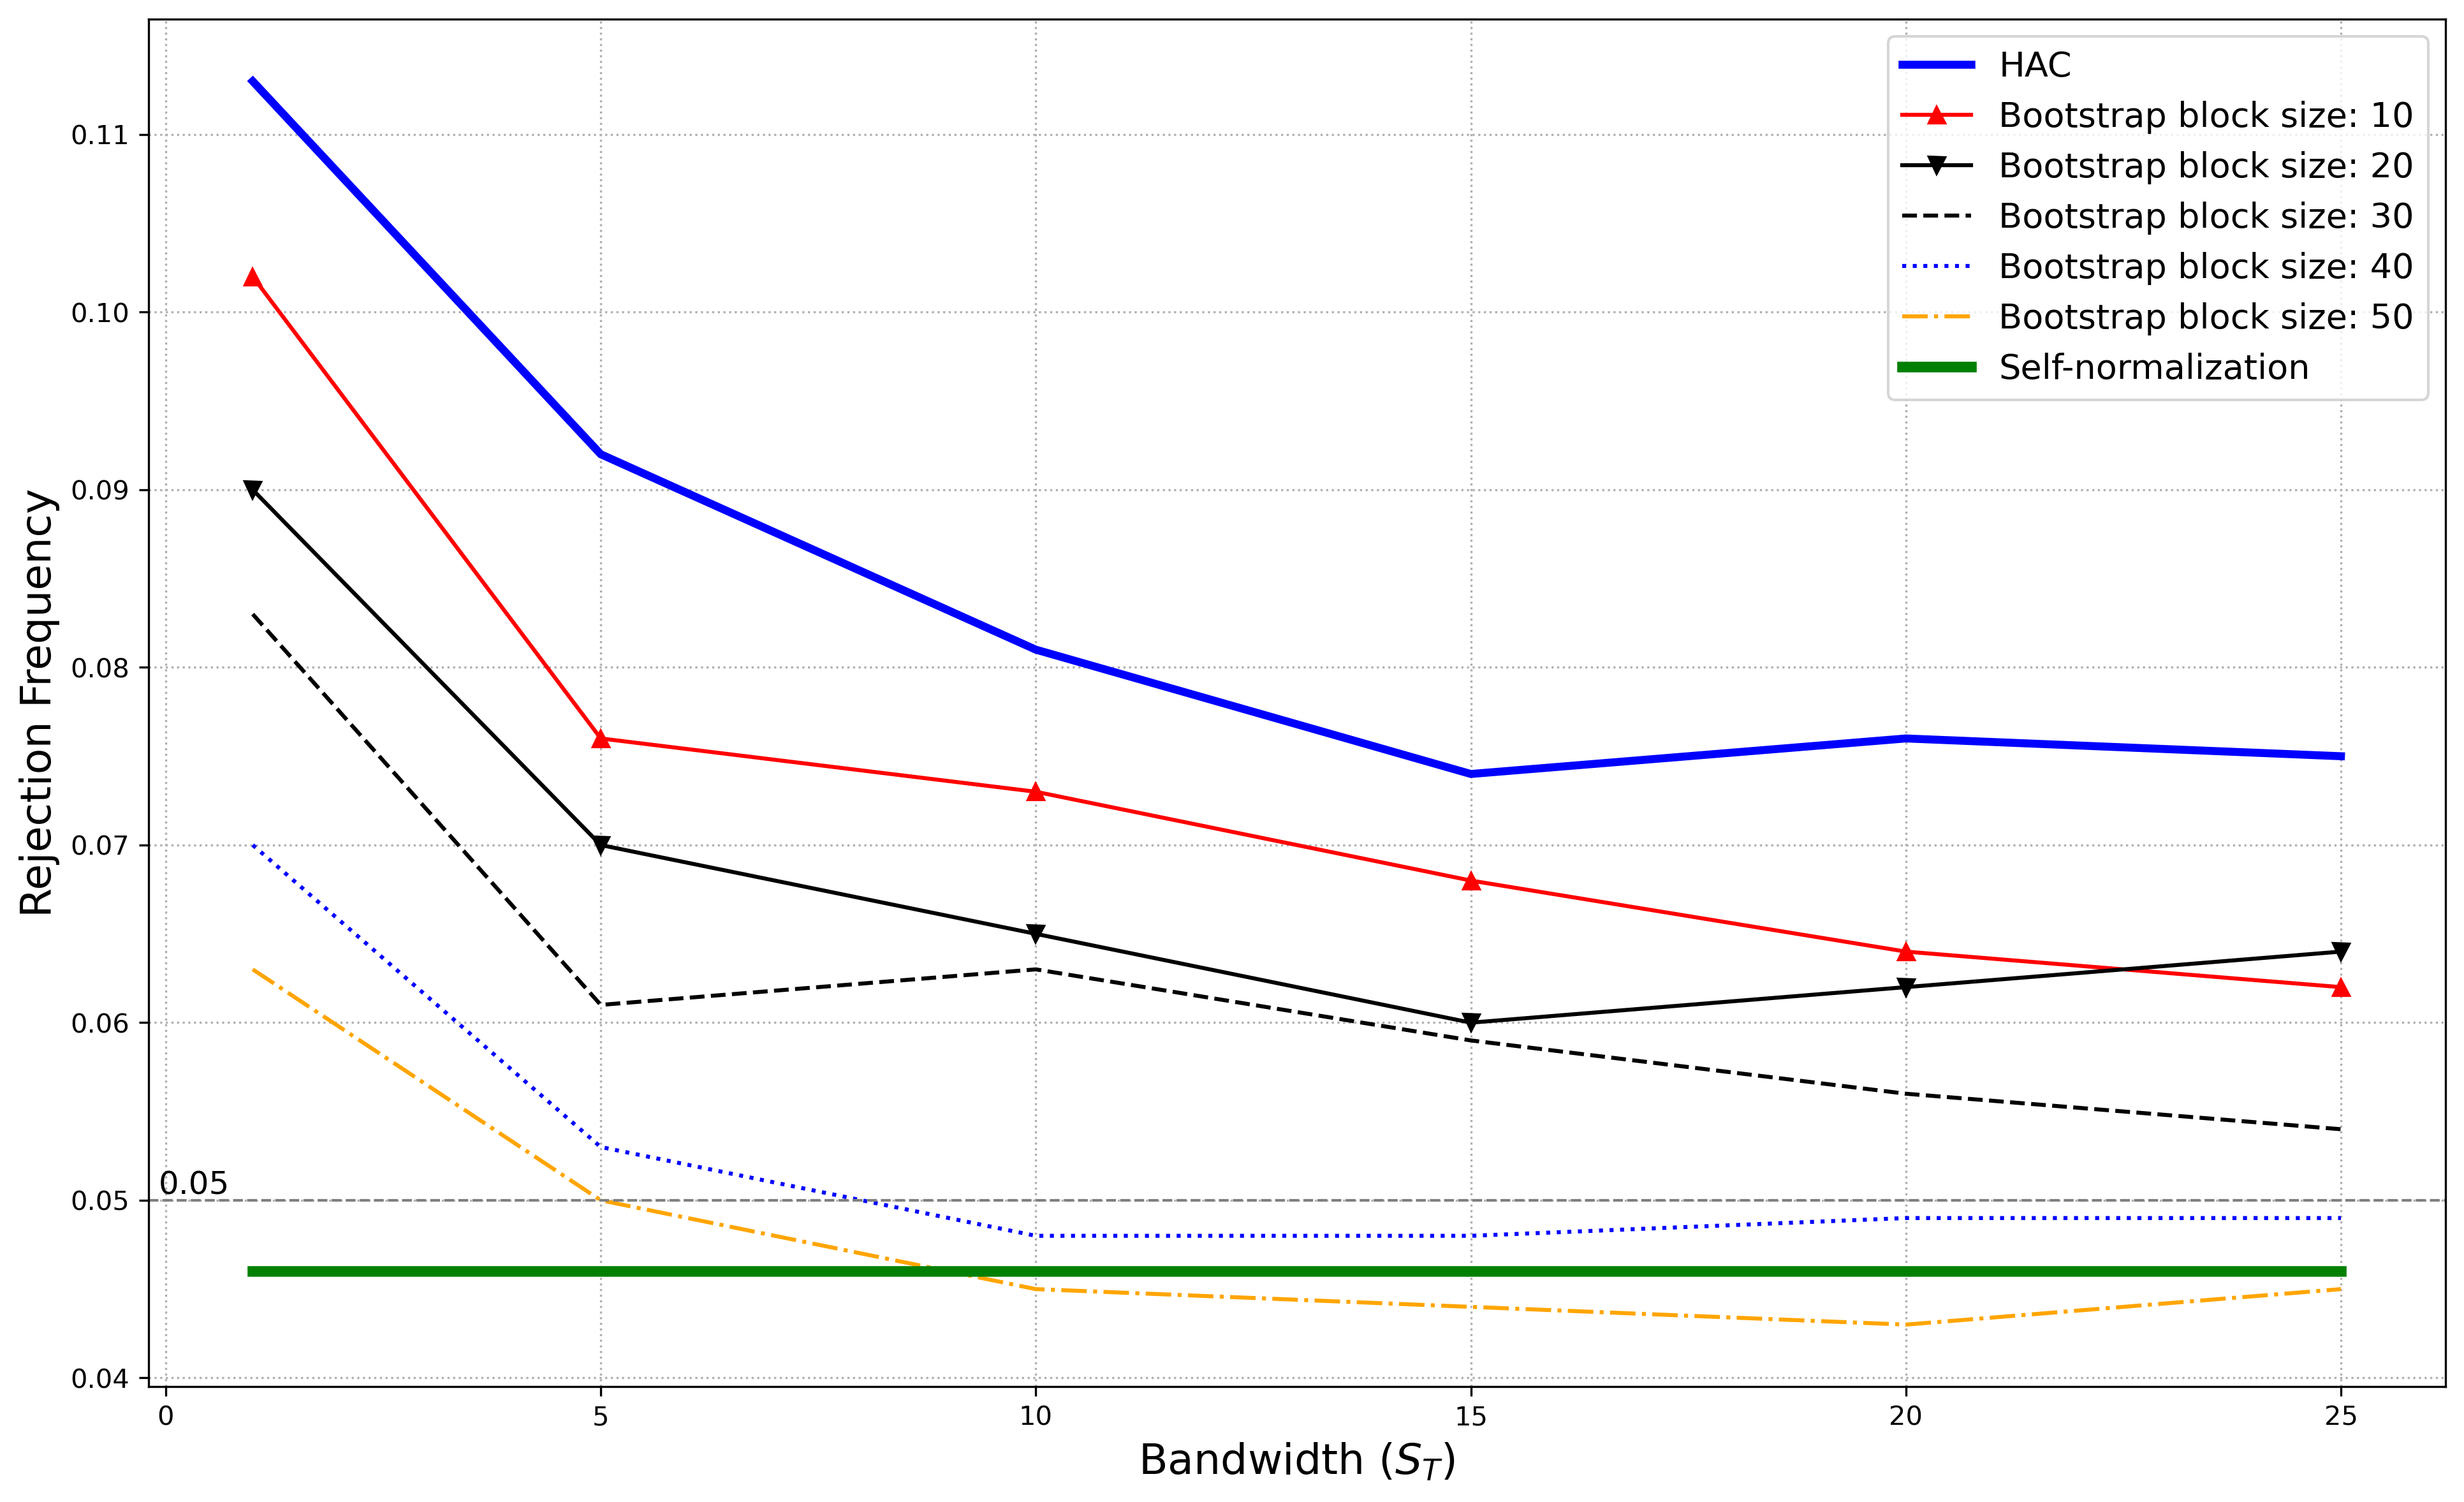 HAC
Bootstrap block size: 10
Bootstrap block size: 20
Bootstrap block size: 30
Bootstrap block size: 40
Bootstrap block size: 50
Self-normalization
Rejection Frequency
0.11
0.10
0.09
0.08
0.07
0.06
0.05
0.04
0.05
0 5 10 15 20 25
Bandwidth (S_T)